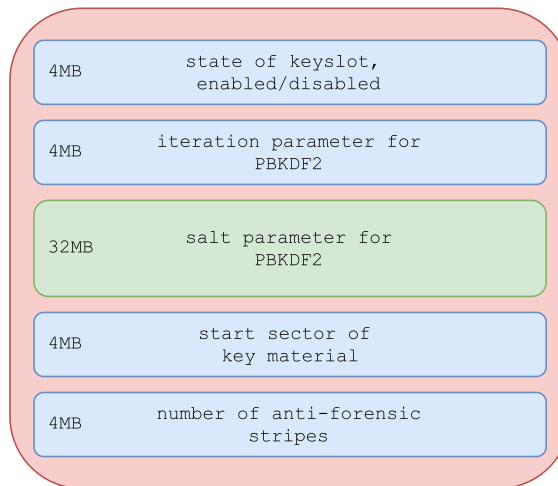 4MB
state of keyslot,
enabled/disabled
4MB
iteration parameter for
PBKDF2
32MB
salt parameter for
PBKDF2
4MB
start sector of
key material
4MB
number of anti-forensic
stripes